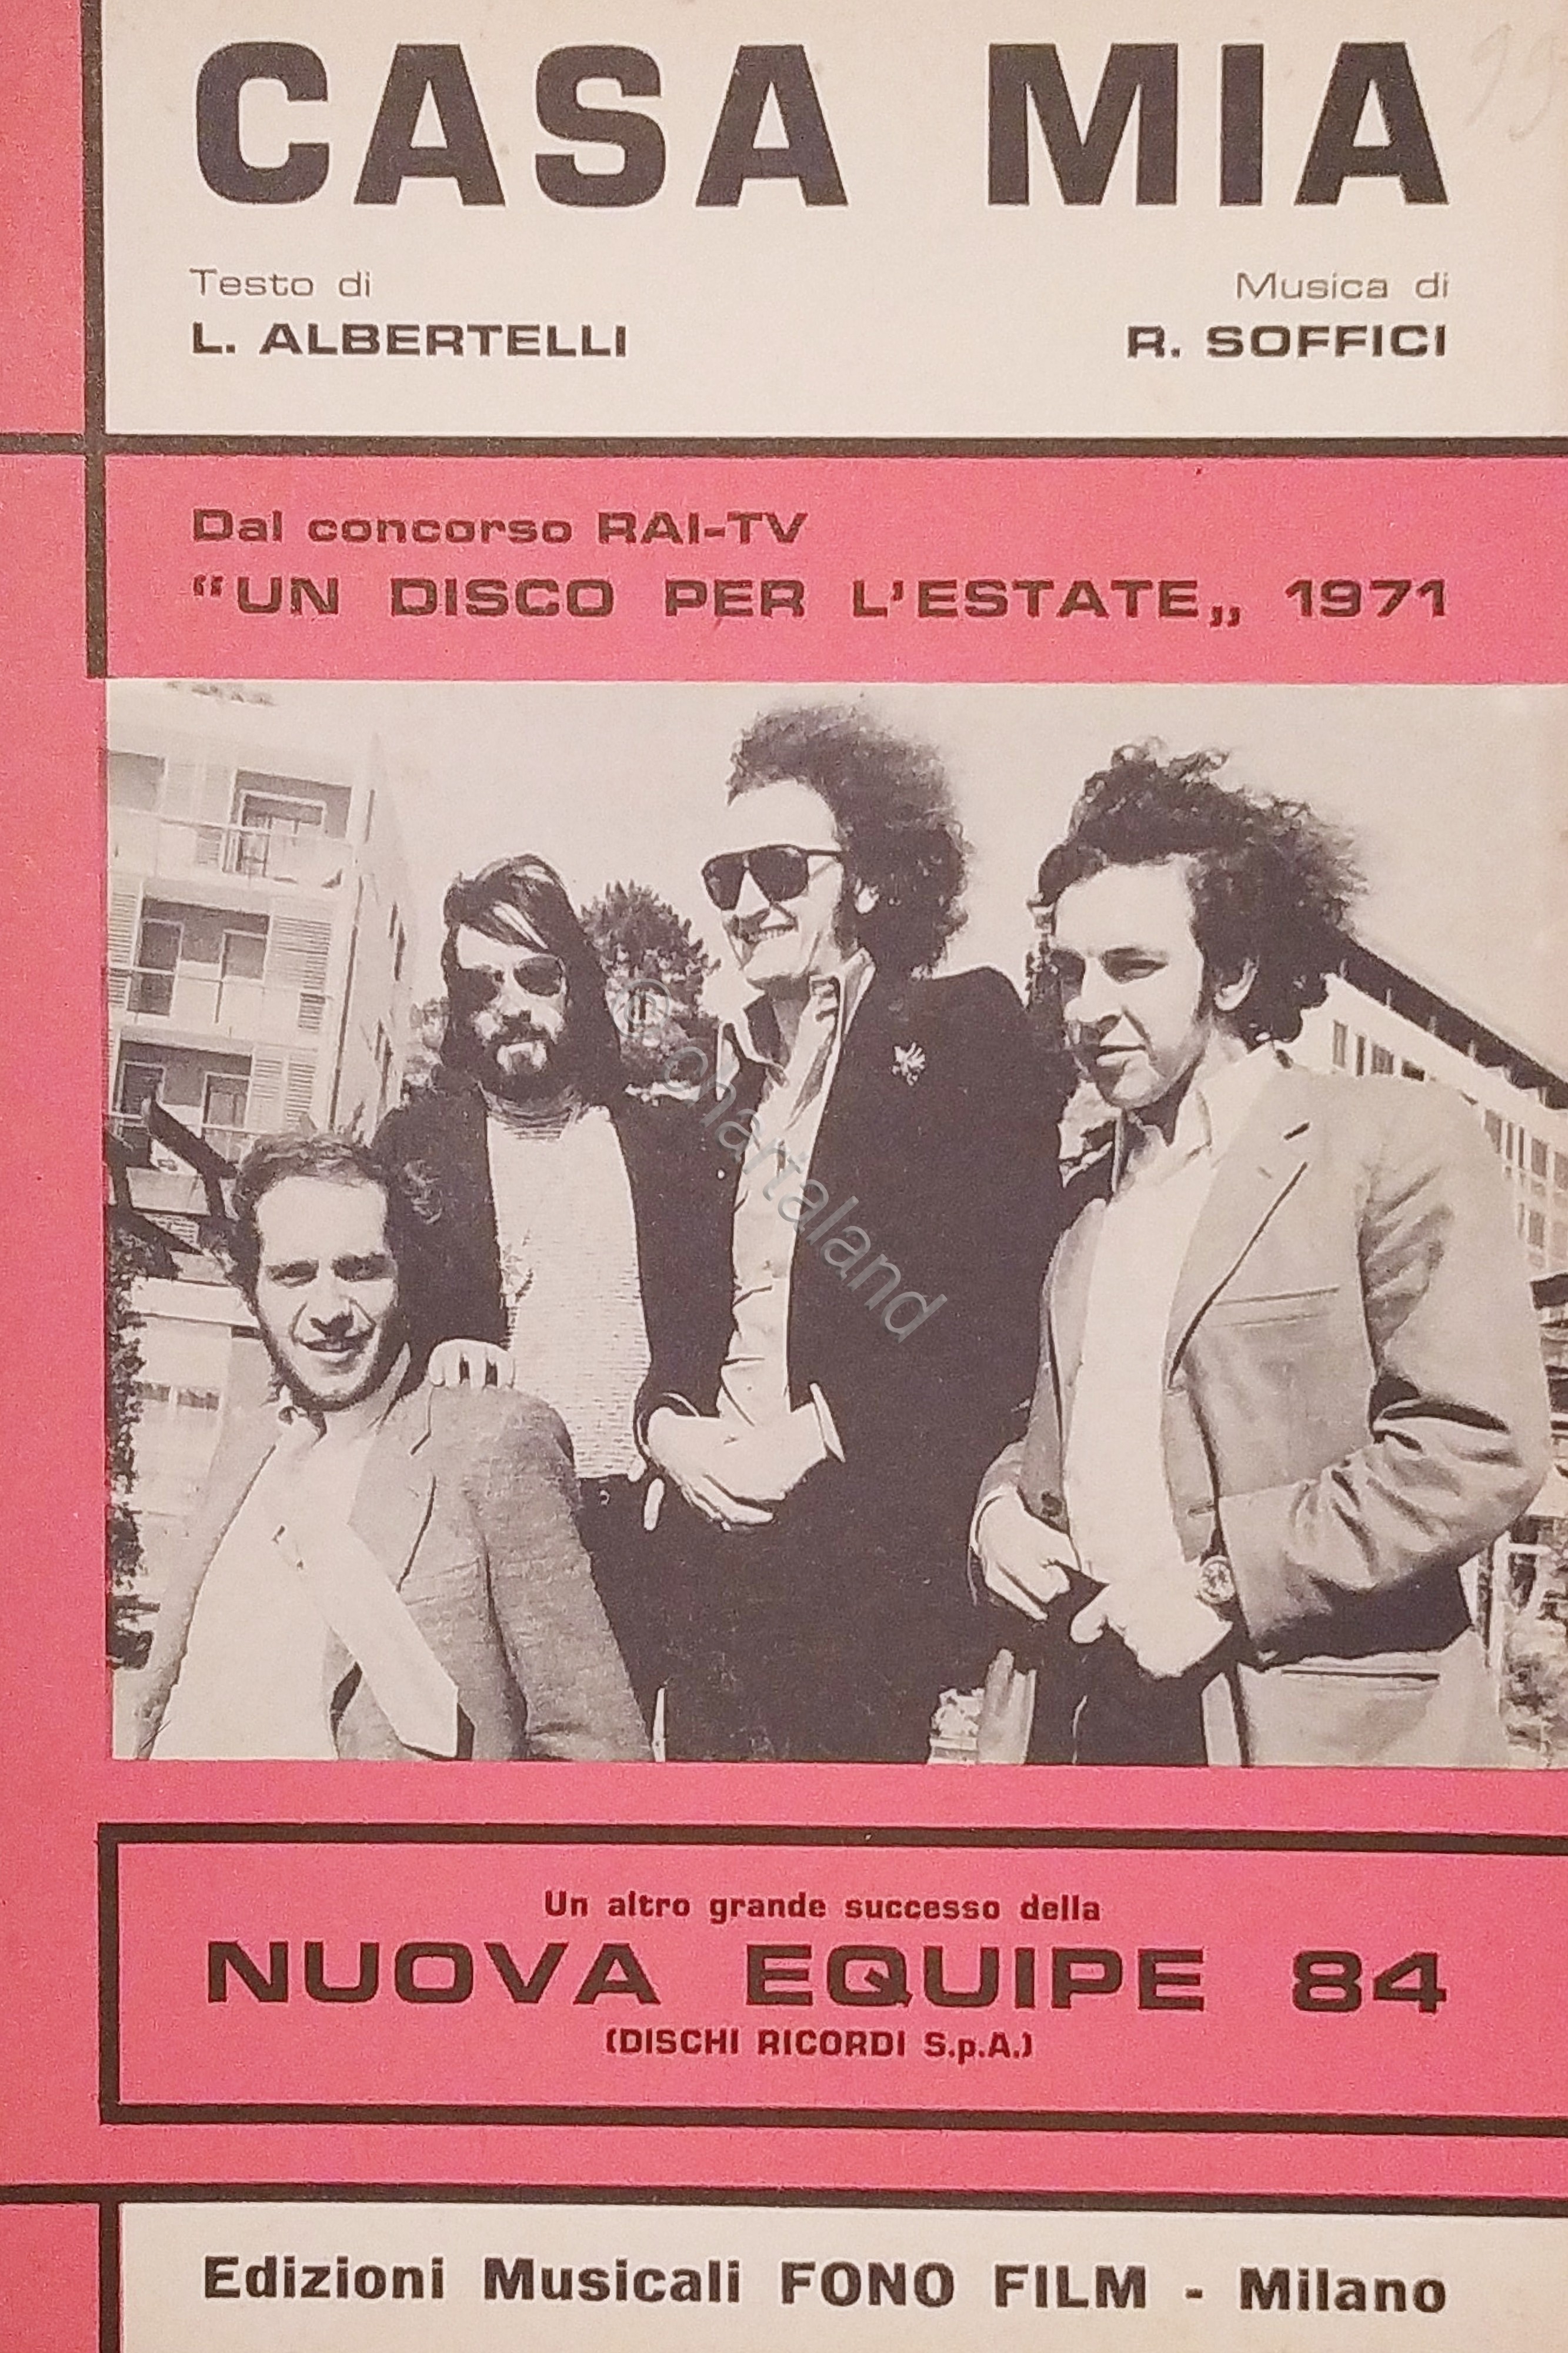 CASA MIA
Testo di
L. ALBERTELLI
Musica di
R. SOFFICI
Dal concorso RAI-TV
“UN DISCO PER L'ESTATE„ 1971
© chartaland
Un altro grande successo della
NUOVA EQUIPE 84
(DISCHI RICORDI S.p.A.)
Edizioni Musicali FONO FILM - Milano